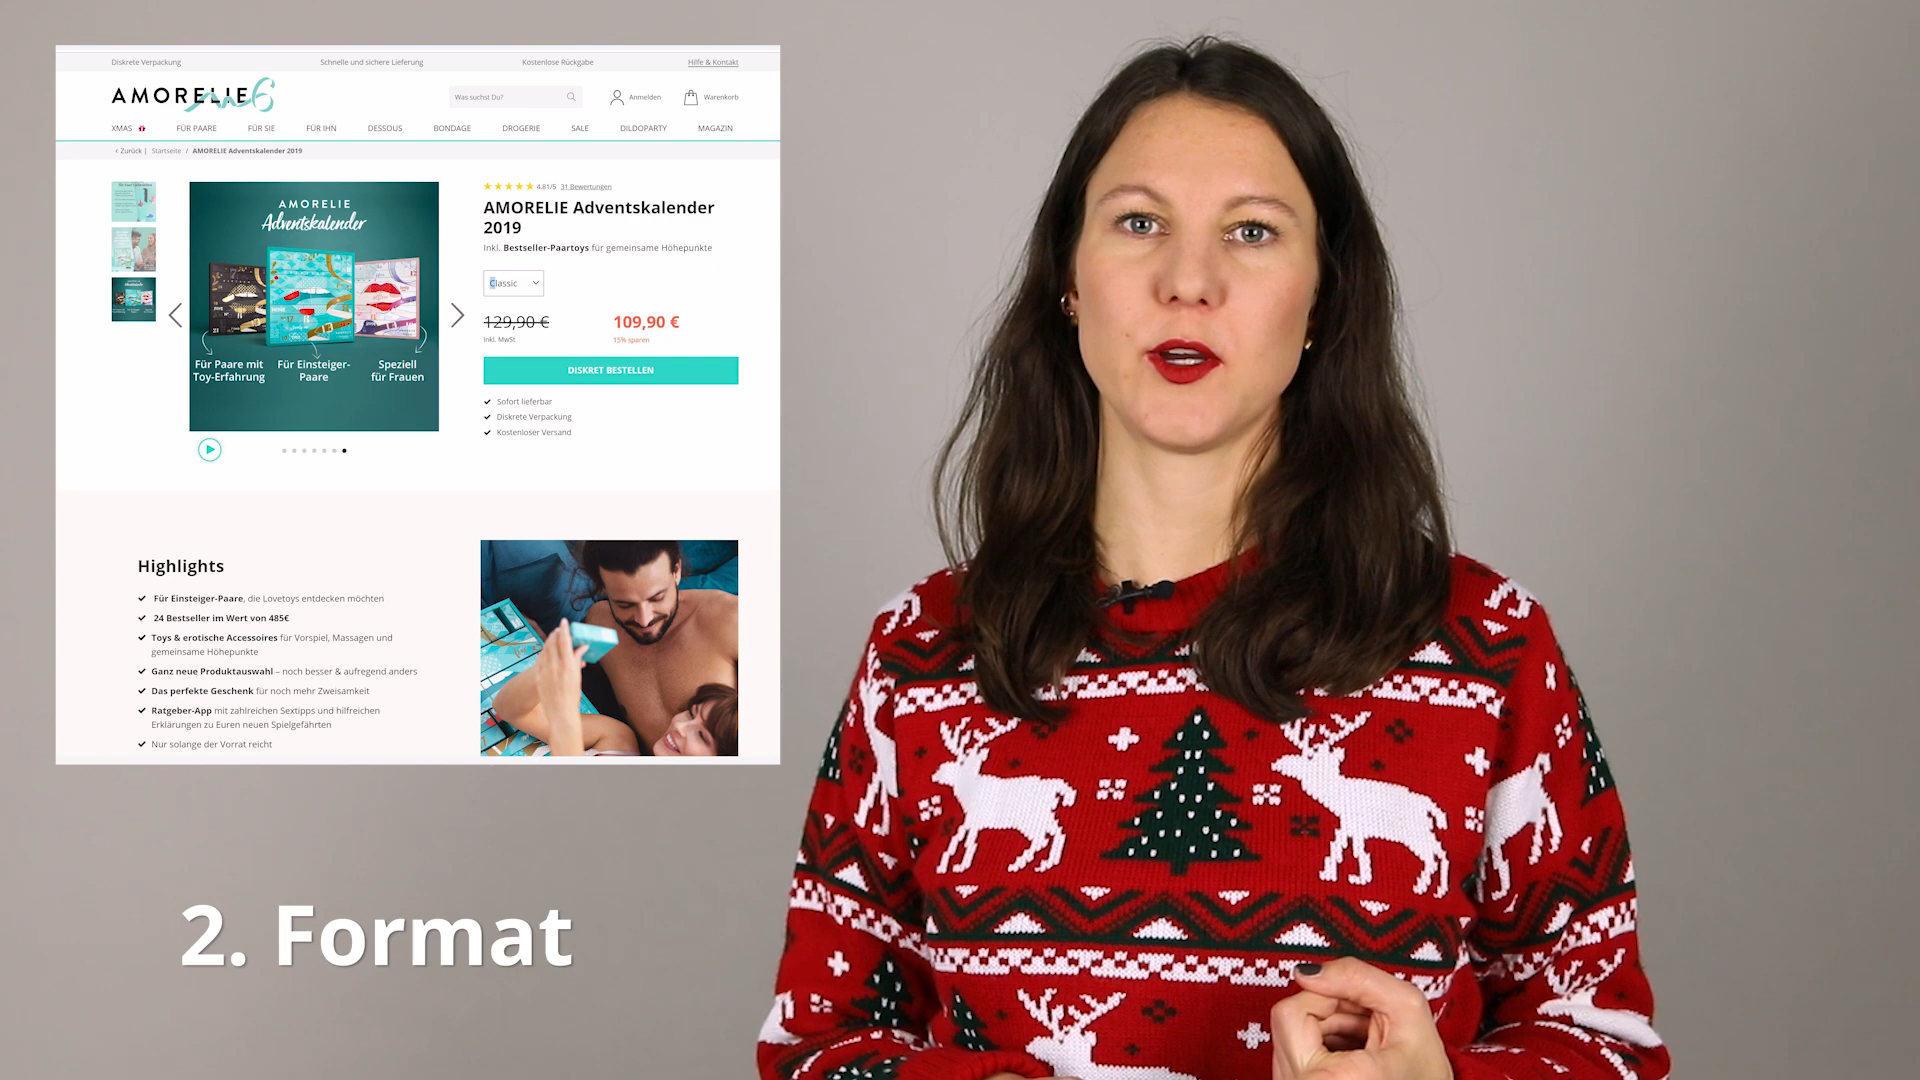 Diskrete Verpackung
Schnelle und sichere Lieferung
Kostenlose Rückgabe
Hilfe & Kontakt
AMORELIE
Was suchst Du?
Anmelden
Warenkorb
XMAS
FÜR PAARE
FÜR SIE
FÜR IHN
DESSOUS
BONDAGE
DROGERIE
SALE
DILDOPARTY
MAGAZIN
‹ Zurück | Startseite / AMORELIE Adventskalender 2019
AMORELIE
Adventskalender
Für Paare mit
Toy-Erfahrung
Für Einsteiger-
Paare
Speziell
für Frauen
4.81/5 31 Bewertungen
AMORELIE Adventskalender
2019
Inkl. Bestseller-Paartoys für gemeinsame Höhepunkte
Classic
129,90 €
109,90 €
Inkl. MwSt
15% sparen
DISKRET BESTELLEN
Sofort lieferbar
Diskrete Verpackung
Kostenloser Versand
Highlights
Für Einsteiger-Paare, die Lovetoys entdecken möchten
24 Bestseller im Wert von 485€
Toys & erotische Accessoires für Vorspiel, Massagen und
gemeinsame Höhepunkte
Ganz neue Produktauswahl – noch besser & aufregend anders
Das perfekte Geschenk für noch mehr Zweisamkeit
Ratgeber-App mit zahlreichen Sextipps und hilfreichen
Erklärungen zu Euren neuen Spielgefährten
Nur solange der Vorrat reicht
2. Format